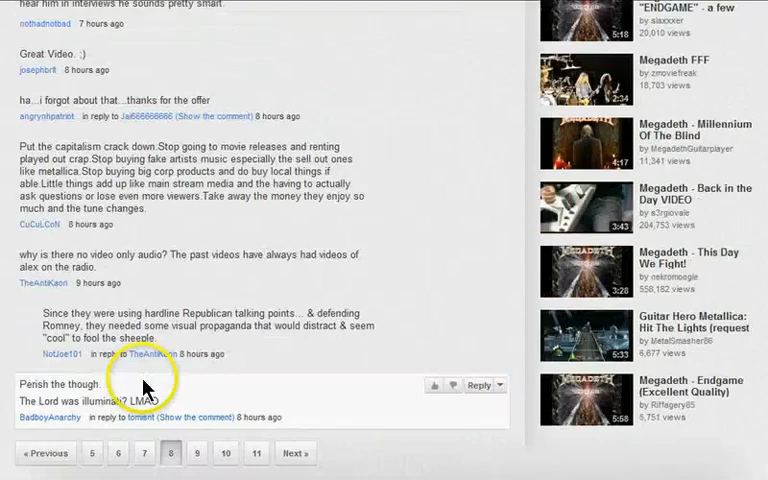 hear him in interviews he sounds pretty smart.
nothadnotbad 7 hours ago
Great Video. ;)
josephbrit 8 hours ago
ha...i forgot about that...thanks for the offer
angrynhpatriot in reply to Jai666666666 (Show the comment) 8 hours ago
Put the capitalism crack down.Stop going to movie releases and renting
played out crap.Stop buying fake artists music especially the sell out ones
like metallica.Stop buying big corp products and do buy local things if
able.Little things add up like main stream media and the having to actually
ask questions or lose even more viewers.Take away the money they enjoy so
much and the tune changes.
CuCuLCoN 8 hours ago
why is there no video only audio? The past videos have always had videos of
alex on the radio.
TheAntiKaon 9 hours ago
Since they were using hardline Republican talking points... & defending
Romney, they needed some visual propaganda that would distract & seem
"cool" to fool the sheeple.
NotJoe101 in reply to TheAntiKaon 8 hours ago
Perish the though.
Reply
The Lord was illuminati? LMAO
BadboyAnarchy in reply to tomisnt (Show the comment) 8 hours ago
« Previous 5 6 7 8 9 10 11 Next »
"ENDGAME" - a few
by slaxxxer
20,010 views
5:18
Megadeth FFF
by zmoviefreak
18,703 views
2:34
Megadeth - Millennium
Of The Blind
by MegadethGuitarplayer
11,341 views
4:17
Megadeth - Back in the
Day VIDEO
by s3rgiovale
204,753 views
3:43
Megadeth - This Day
We Fight!
by nekromoogle
558,182 views
3:28
Guitar Hero Metallica:
Hit The Lights (request
by MetalSmasher86
6,677 views
5:33
Megadeth - Endgame
(Excellent Quality)
by Riffagery85
5,751 views
5:58